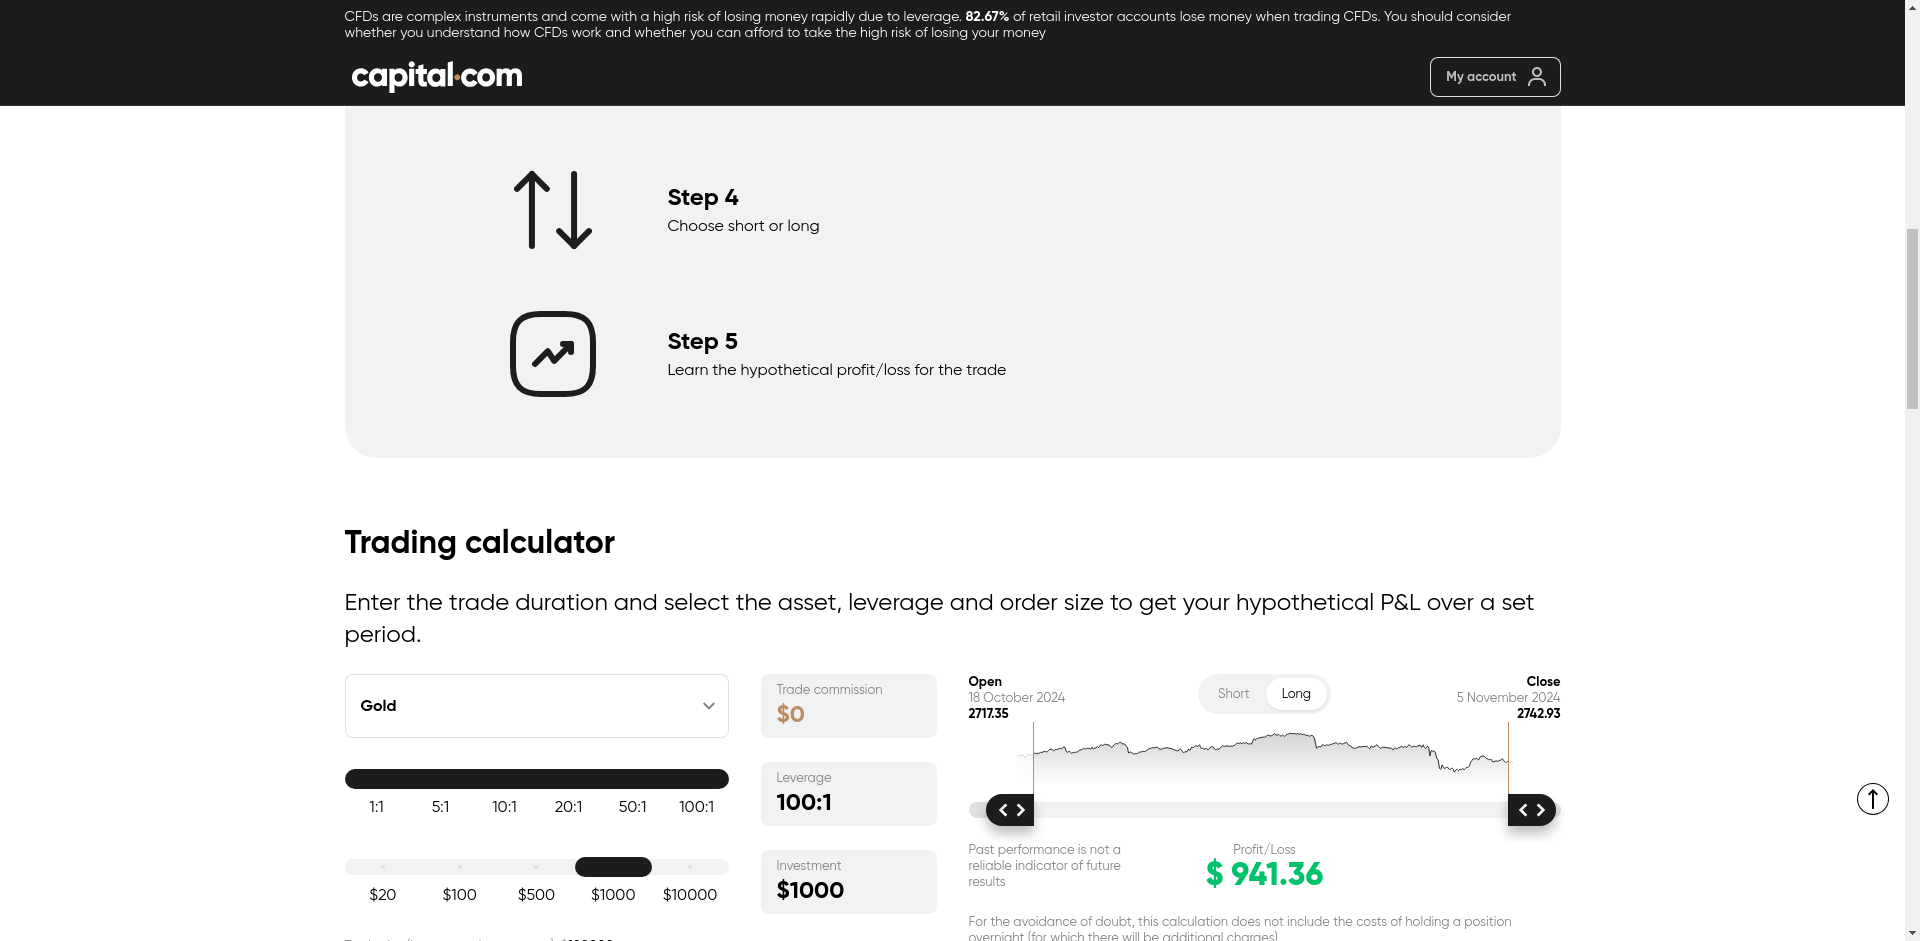 CFDs are complex instruments and come with a high risk of losing money rapidly due to leverage. 82.67% of retail investor accounts lose money when trading CFDs. You should consider
whether you understand how CFDs work and whether you can afford to take the high risk of losing your money
capital.com
My account
Step 4
Choose short or long
Step 5
Learn the hypothetical profit/loss for the trade
Trading calculator
Enter the trade duration and select the asset, leverage and order size to get your hypothetical P&L over a set
period.
Gold
1:1 5:1 10:1 20:1 50:1 100:1
$20 $100 $500 $1000 $10000
Trade commission
$0
Leverage
100:1
Investment
$1000
Open
18 October 2024
2717.35
Short Long
Close
5 November 2024
2742.93
Past performance is not a
reliable indicator of future
results
Profit/Loss
$ 941.36
For the avoidance of doubt, this calculation does not include the costs of holding a position
overnight (for which there will be additional charges)